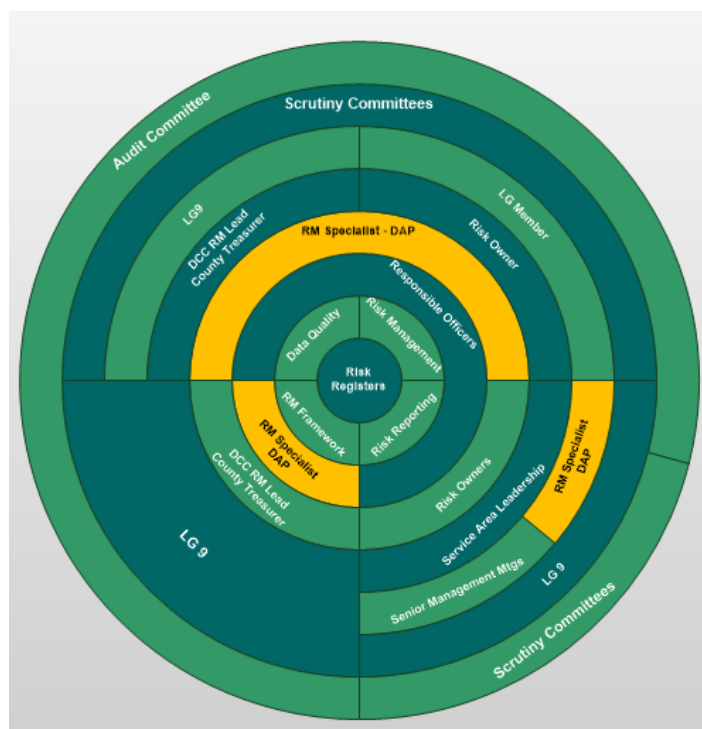 Audit Committee
Scrutiny Committees
LG9
LG Member
DCC RM Lead
County Treasurer
RM Specialist - DAP
Risk Owner
Responsible Officers
Data Quality
Risk Management
Risk
Registers
RM Framework
Risk Reporting
RM Specialist
DAP
DCC RM Lead
County Treasurer
LG 9
Risk Owners
Service Area Leadership
RM Specialist
DAP
Senior Management Mtgs
LG 9
Scrutiny Committees